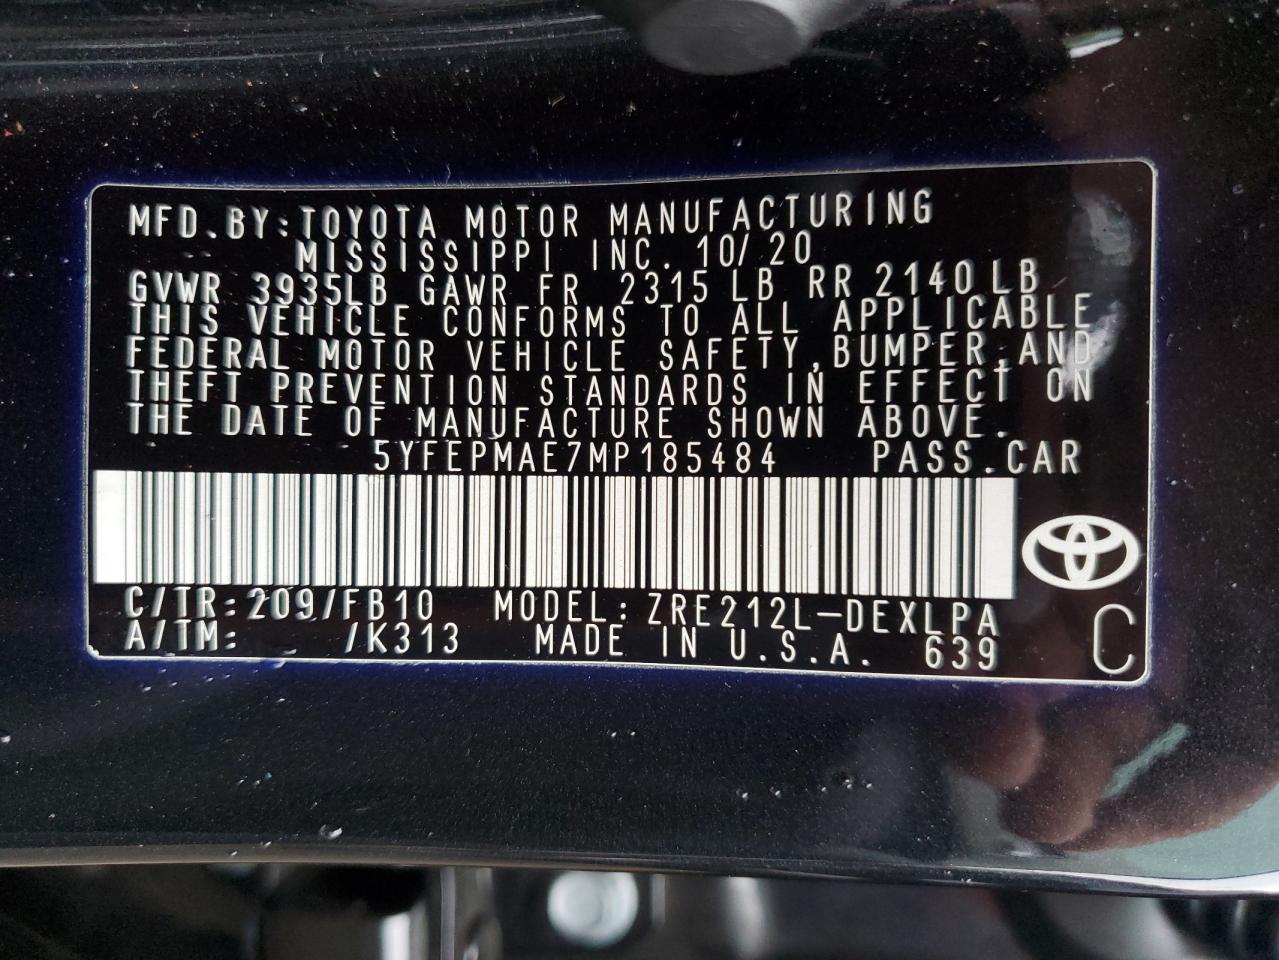 MFD.BY:TOYOTA MOTOR MANUFACTURING
MISSISSIPPI INC. 10/20
GVWR 3935LB GAWR FR 2315 LB RR 2140 LB
THIS VEHICLE CONFORMS TO ALL APPLICABLE
FEDERAL MOTOR VEHICLE SAFETY,BUMPER,AND
THEFT PREVENTION STANDARDS IN EFFECT ON
THE DATE OF MANUFACTURE SHOWN ABOVE.
5YFEPMAE7MP185484 PASS.CAR
C/TR:209/FB10 MODEL:ZRE212L-DEXLPA
A/TM: /K313 MADE IN U.S.A. 639 C